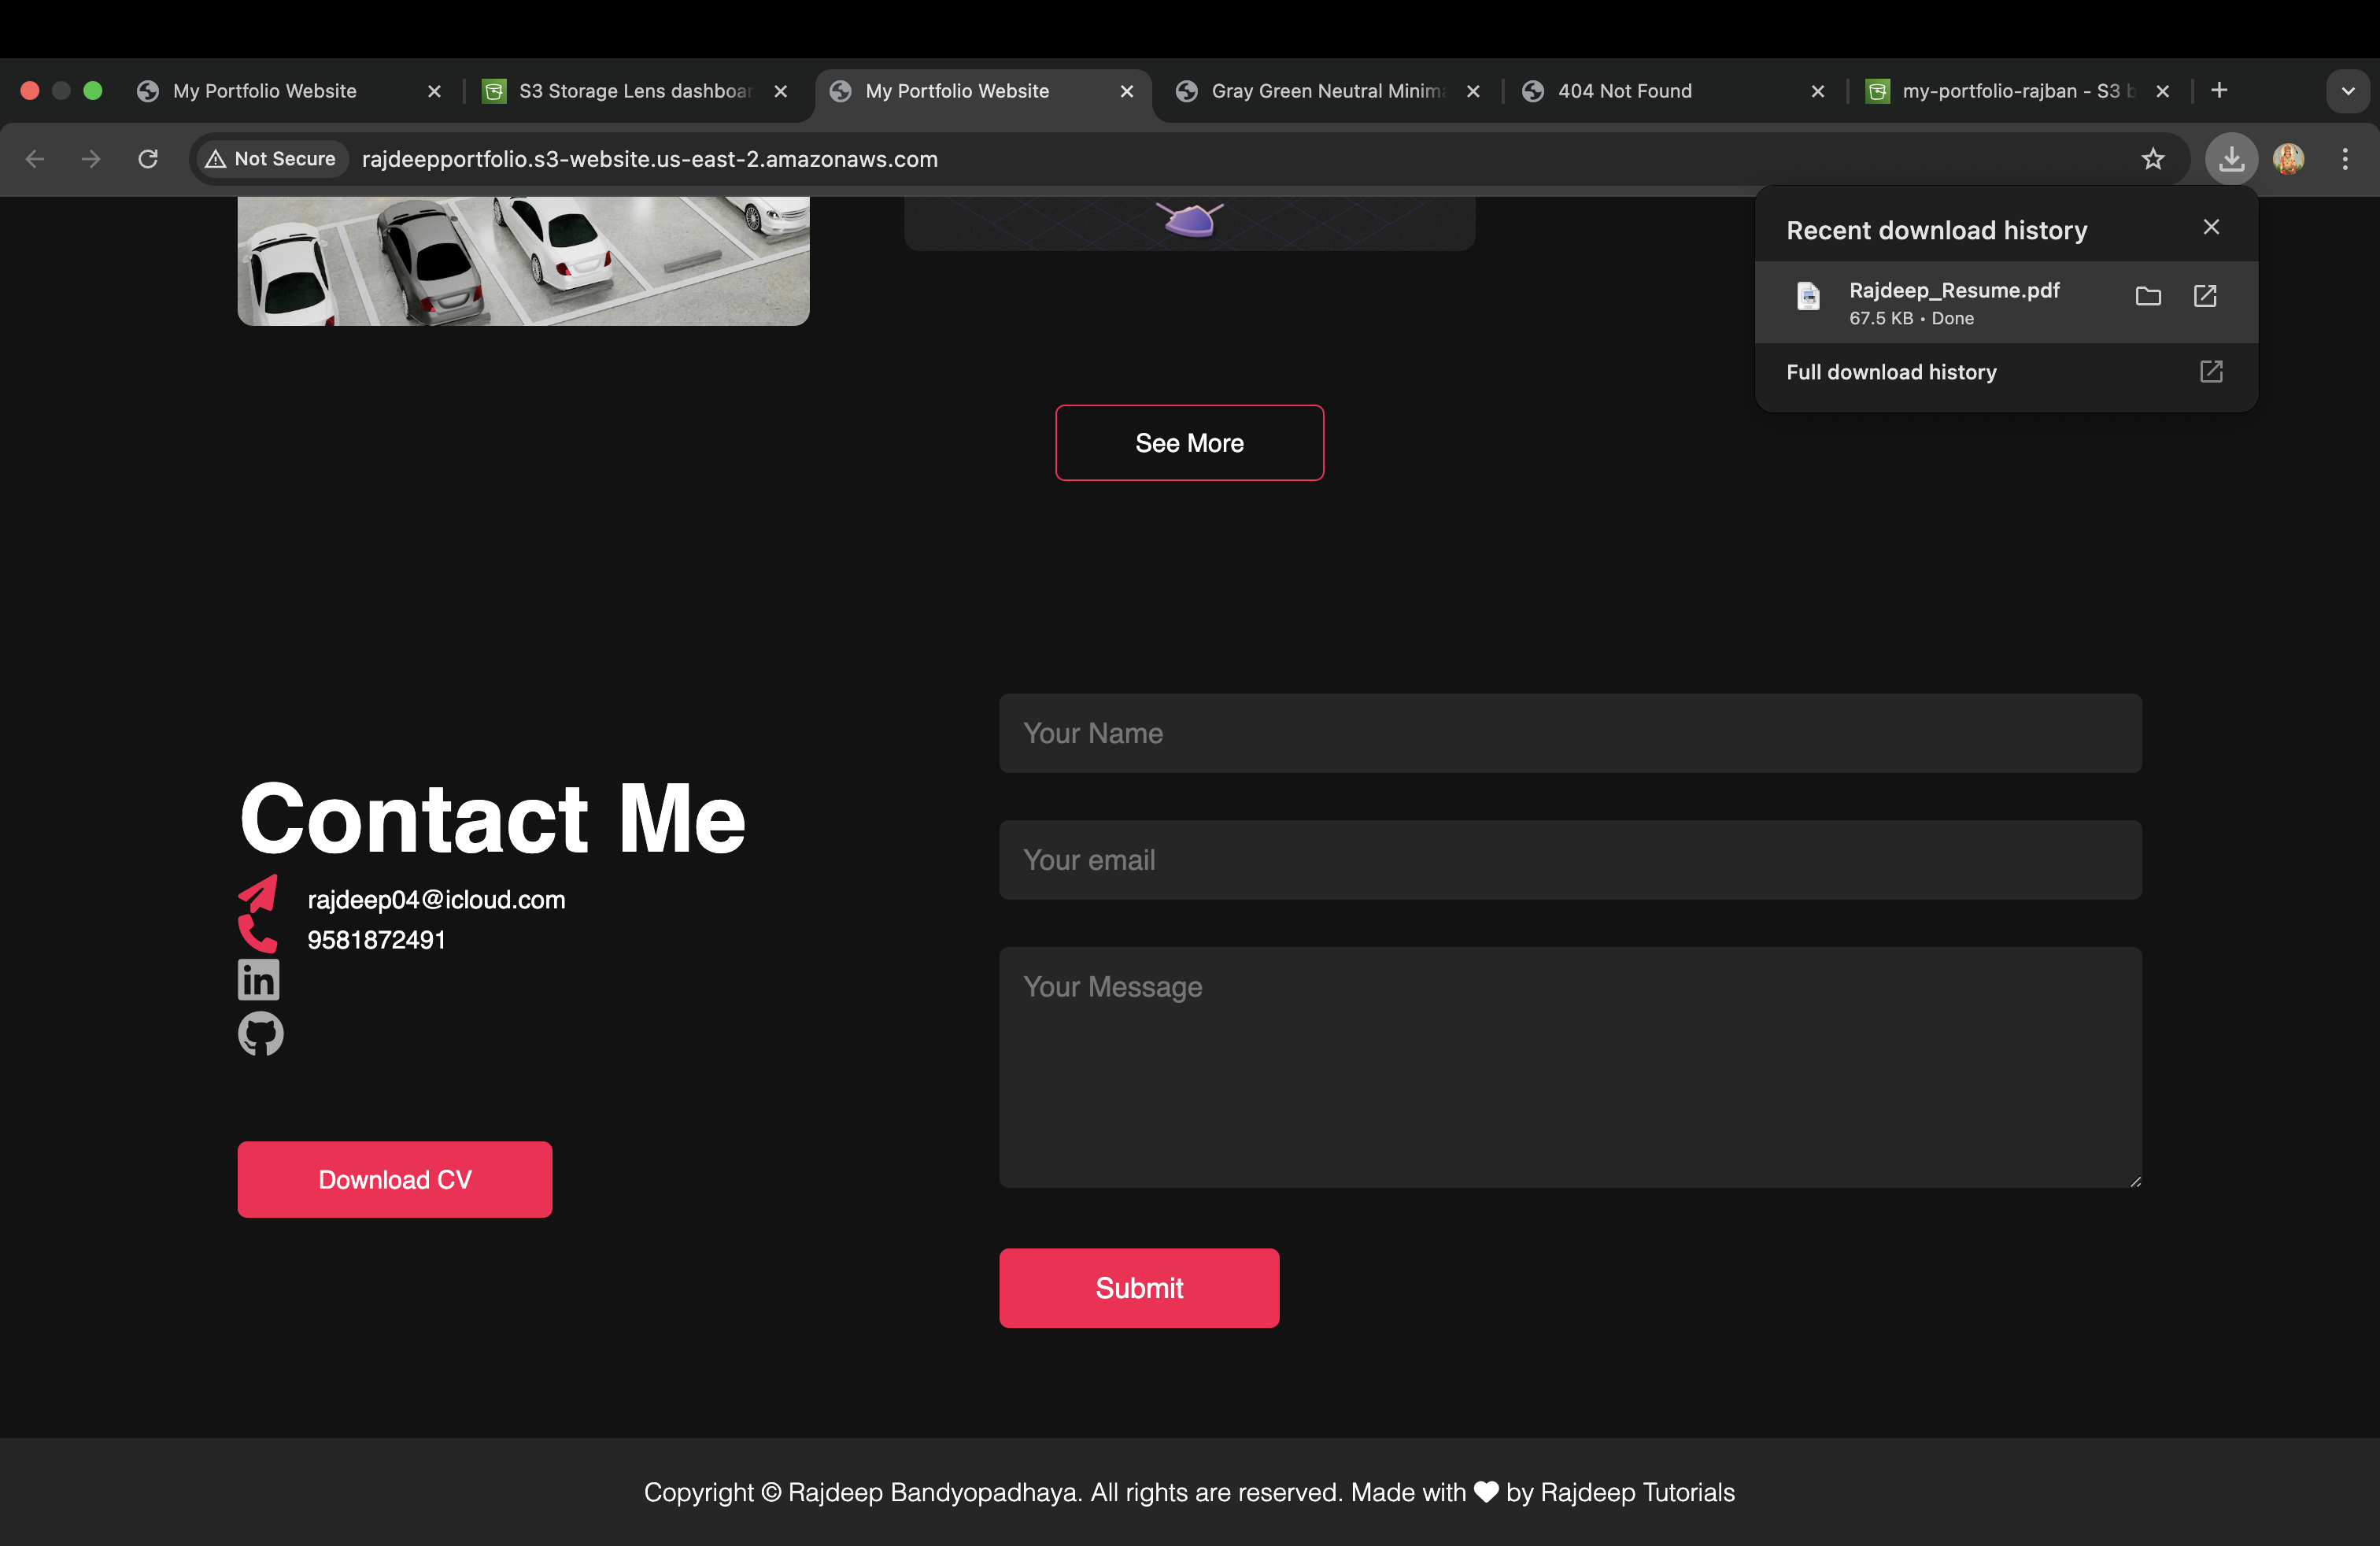 My Portfolio Website
S3 Storage Lens dashboar
My Portfolio Website
Gray Green Neutral Minima
404 Not Found
my-portfolio-rajban - S3 b
Not Secure
rajdeepportfolio.s3-website.us-east-2.amazonaws.com
Recent download history
Rajdeep_Resume.pdf
67.5 KB • Done
Full download history
See More
Your Name
Contact Me
Your email
rajdeep04@icloud.com
9581872491
in
Your Message
Download CV
Submit
Copyright © Rajdeep Bandyopadhaya. All rights are reserved. Made with ♥ by Rajdeep Tutorials